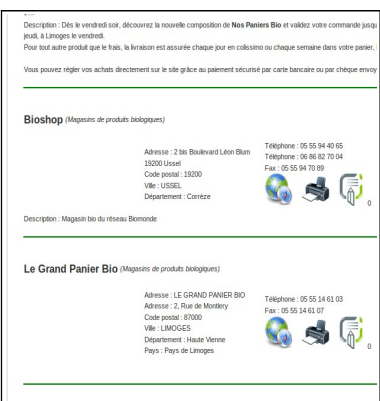 Description : Dès le vendredi soir, découvrez la nouvelle composition de Nos Paniers Bio et validez votre commande jusqu
jeudi, à Limoges le vendredi.
Pour tout autre produit que le frais, la livraison est assurée chaque jour en colissimo ou chaque semaine dans votre panier,
Vous pouvez régler vos achats directement sur le site grâce au paiement sécurisé par carte bancaire ou par chèque envoy
Bioshop (Magasins de produits biologiques)
Adresse : 2 bis Boulevard Léon Blum
19200 Ussel
Code postal : 19200
Ville : USSEL
Département : Corrèze
Téléphone : 05 55 94 40 65
Téléphone : 06 86 82 70 04
Fax : 05 55 94 70 89
0
Description : Magasin bio du réseau Biomonde
Le Grand Panier Bio (Magasins de produits biologiques)
Adresse : LE GRAND PANIER BIO
Adresse : 2, Rue de Montlery
Code postal : 87000
Ville : LIMOGES
Département : Haute Vienne
Pays : Pays de Limoges
Téléphone : 05 55 14 61 03
Fax : 05 55 14 61 07
0